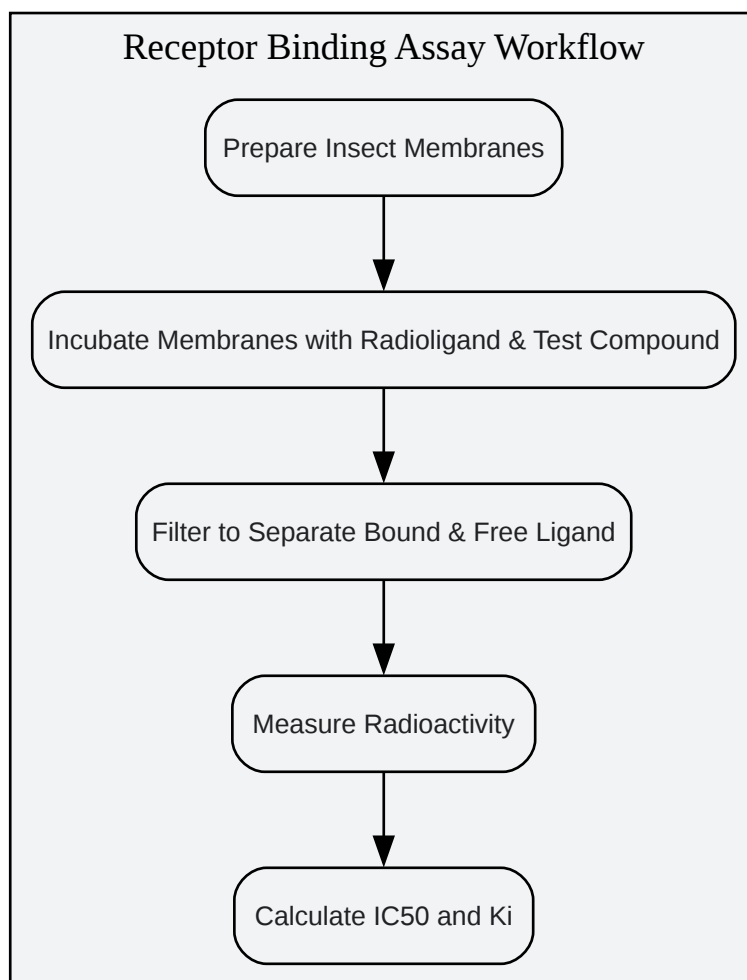 Receptor Binding Assay Workflow
Prepare Insect Membranes
Incubate Membranes with Radioligand & Test Compound
Filter to Separate Bound & Free Ligand
Measure Radioactivity
Calculate IC50 and Ki